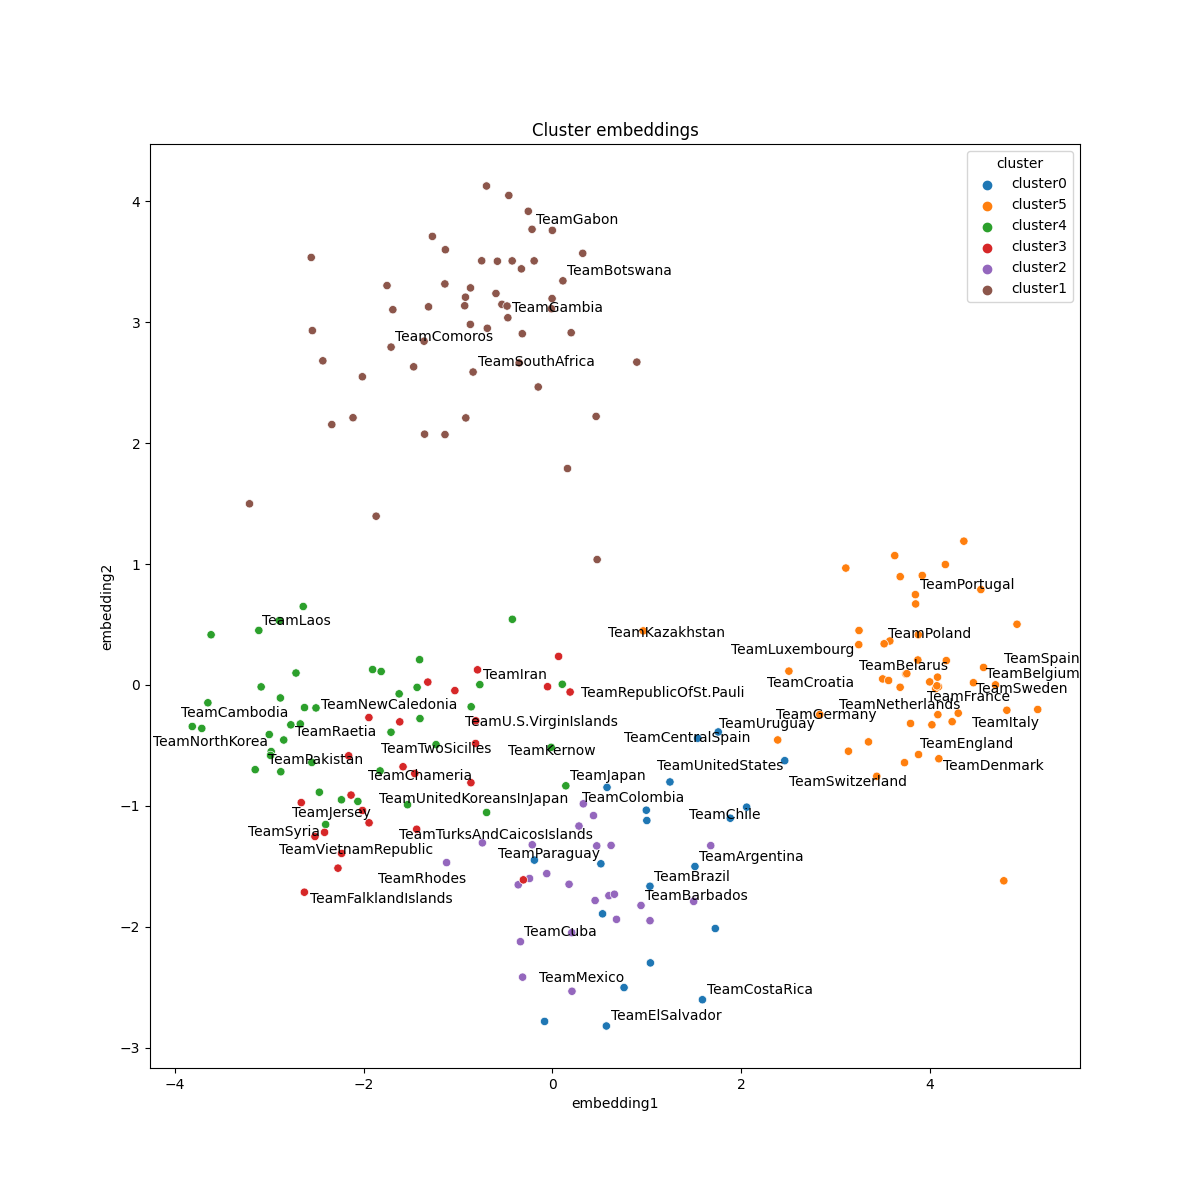 Cluster embeddings
cluster
cluster0
cluster5
cluster4
cluster3
cluster2
cluster1
embedding2
4
3
2
1
0
−1
−2
−3
TeamGabon
TeamBotswana
TeamGambia
TeamComoros
TeamSouthAfrica
TeamPortugal
TeamLaos
TeamKazakhstan
TeamPoland
TeamLuxembourg
TeamSpain
TeamBelarus
TeamIran
TeamBelgium
TeamCroatia
TeamSweden
TeamRepublicOfSt.Pauli
TeamFrance
TeamNewCaledonia
TeamNetherlands
TeamCambodia
TeamGermany
TeamU.S.VirginIslands
TeamUruguay
TeamItaly
TeamRaetia
TeamCentralSpain
TeamNorthKorea
TeamEngland
TeamTwoSicilies
TeamKernow
TeamPakistan
TeamUnitedStates
TeamDenmark
TeamChameria
TeamJapan
TeamSwitzerland
TeamUnitedKoreansInJapan
TeamColombia
TeamJersey
TeamChile
TeamSyria
TeamTurksAndCaicosIslands
TeamVietnamRepublic
TeamParaguay
TeamArgentina
TeamRhodes
TeamBrazil
TeamFalklandIslands
TeamBarbados
TeamCuba
TeamMexico
TeamCostaRica
TeamElSalvador
−4
−2
0
2
4
embedding1